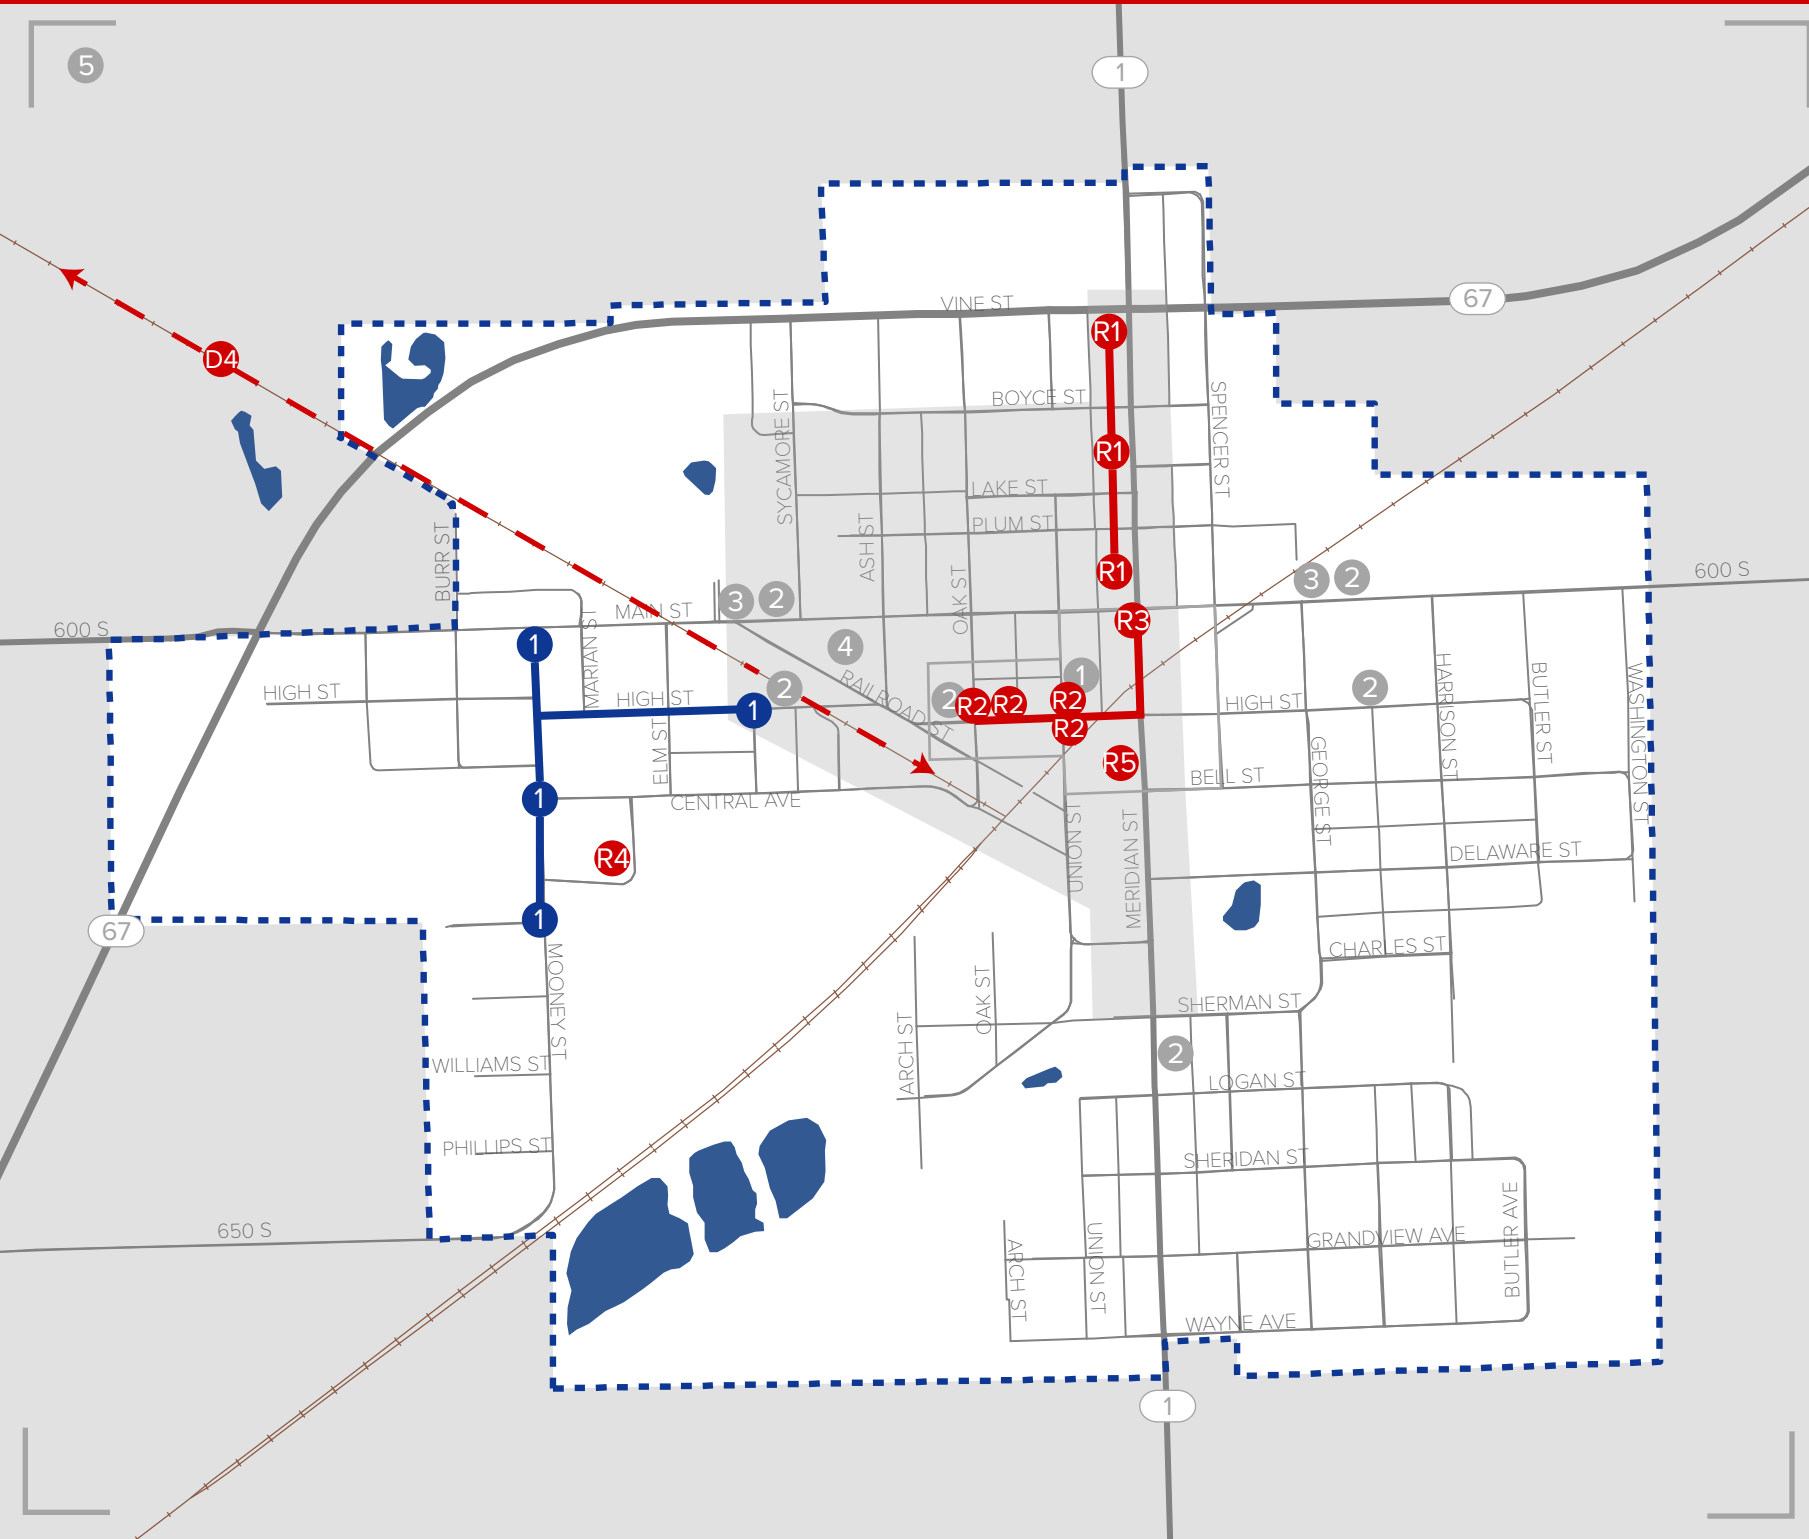 5
1
VINE ST
67
R1
D4
BOYCE ST
SYCAMORE ST
SPENCER ST
R1
LAKE ST
PLUM ST
BURR ST
ASH ST
OAK ST
R1
3
2
3
2
600 S
600 S
MAIN ST
R3
1
MARIAN ST
4
RAILROAD ST
HIGH ST
HIGH ST
1
2
2
R2
R2
R2
1
R2
HIGH ST
2
HARRISON ST
BUTLER ST
WASHINGTON ST
ELM ST
R5
BELL ST
GEORGE ST
1
CENTRAL AVE
UNION ST
MERIDIAN ST
R4
DELAWARE ST
1
67
MOONEY ST
CHARLES ST
OAK ST
SHERMAN ST
ARCH ST
2
WILLIAMS ST
LOGAN ST
PHILLIPS ST
SHERIDAN ST
650 S
ARCH ST
UNION ST
GRANDVIEW AVE
BUTLER AVE
WAYNE AVE
1